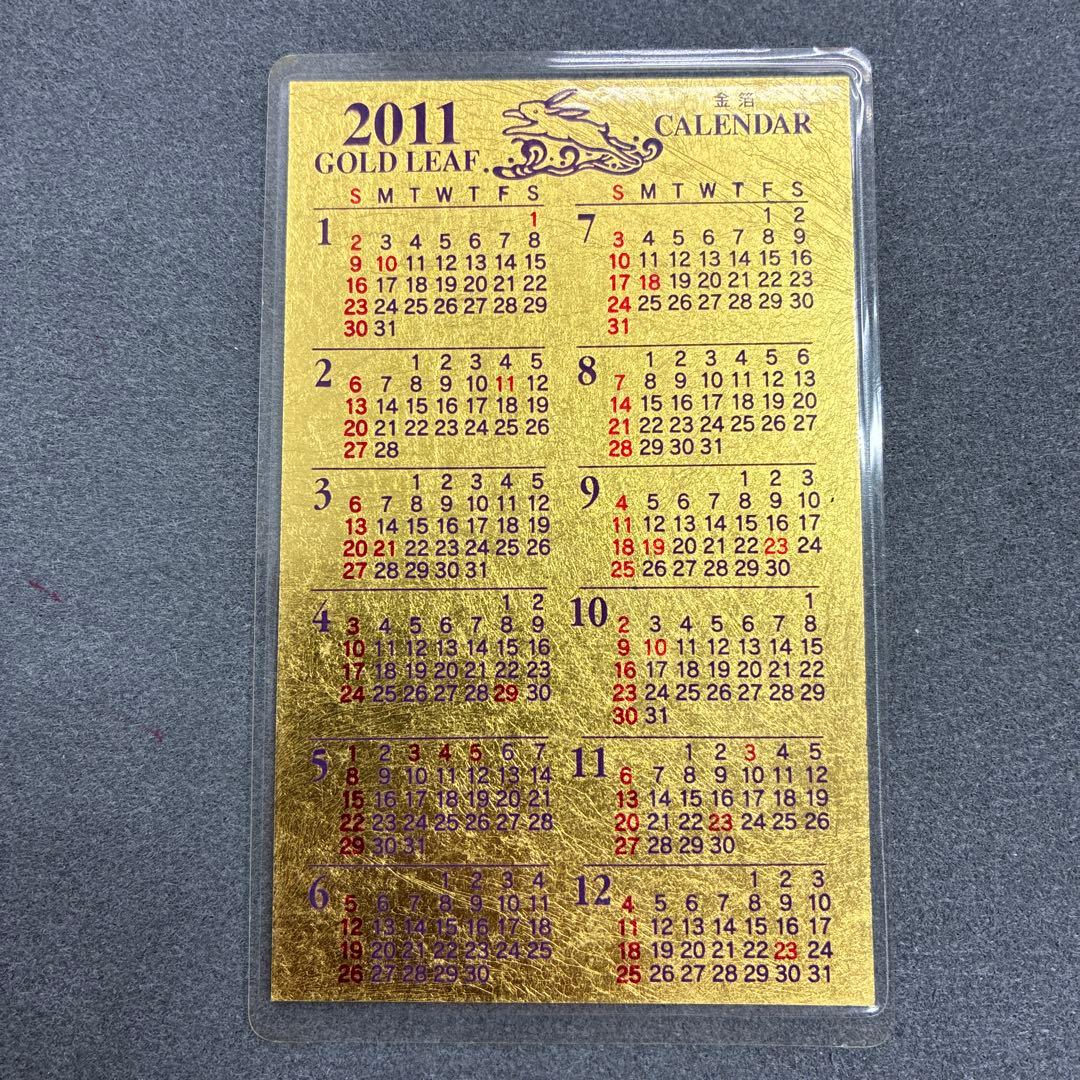 2011
GOLD LEAF
金箔
CALENDAR
S M T W T F S
1
1
2 3 4 5 6 7 8
9 10 11 12 13 14 15
16 17 18 19 20 21 22
23 24 25 26 27 28 29
30 31
2
1 2 3 4 5
6 7 8 9 10 11 12
13 14 15 16 17 18 19
20 21 22 23 24 25 26
27 28
3
1 2 3 4 5
6 7 8 9 10 11 12
13 14 15 16 17 18 19
20 21 22 23 24 25 26
27 28 29 30 31
4
1 2
3 4 5 6 7 8 9
10 11 12 13 14 15 16
17 18 19 20 21 22 23
24 25 26 27 28 29 30
5
1 2 3 4 5 6 7
8 9 10 11 12 13 14
15 16 17 18 19 20 21
22 23 24 25 26 27 28
29 30 31
6
1 2 3 4
5 6 7 8 9 10 11
12 13 14 15 16 17 18
19 20 21 22 23 24 25
26 27 28 29 30
S M T W T F S
7
1 2
3 4 5 6 7 8 9
10 11 12 13 14 15 16
17 18 19 20 21 22 23
24 25 26 27 28 29 30
31
8
1 2 3 4 5 6
7 8 9 10 11 12 13
14 15 16 17 18 19 20
21 22 23 24 25 26 27
28 29 30 31
9
1 2 3
4 5 6 7 8 9 10
11 12 13 14 15 16 17
18 19 20 21 22 23 24
25 26 27 28 29 30
10
1
2 3 4 5 6 7 8
9 10 11 12 13 14 15
16 17 18 19 20 21 22
23 24 25 26 27 28 29
30 31
11
1 2 3 4 5
6 7 8 9 10 11 12
13 14 15 16 17 18 19
20 21 22 23 24 25 26
27 28 29 30
12
1 2 3
4 5 6 7 8 9 10
11 12 13 14 15 16 17
18 19 20 21 22 23 24
25 26 27 28 29 30 31